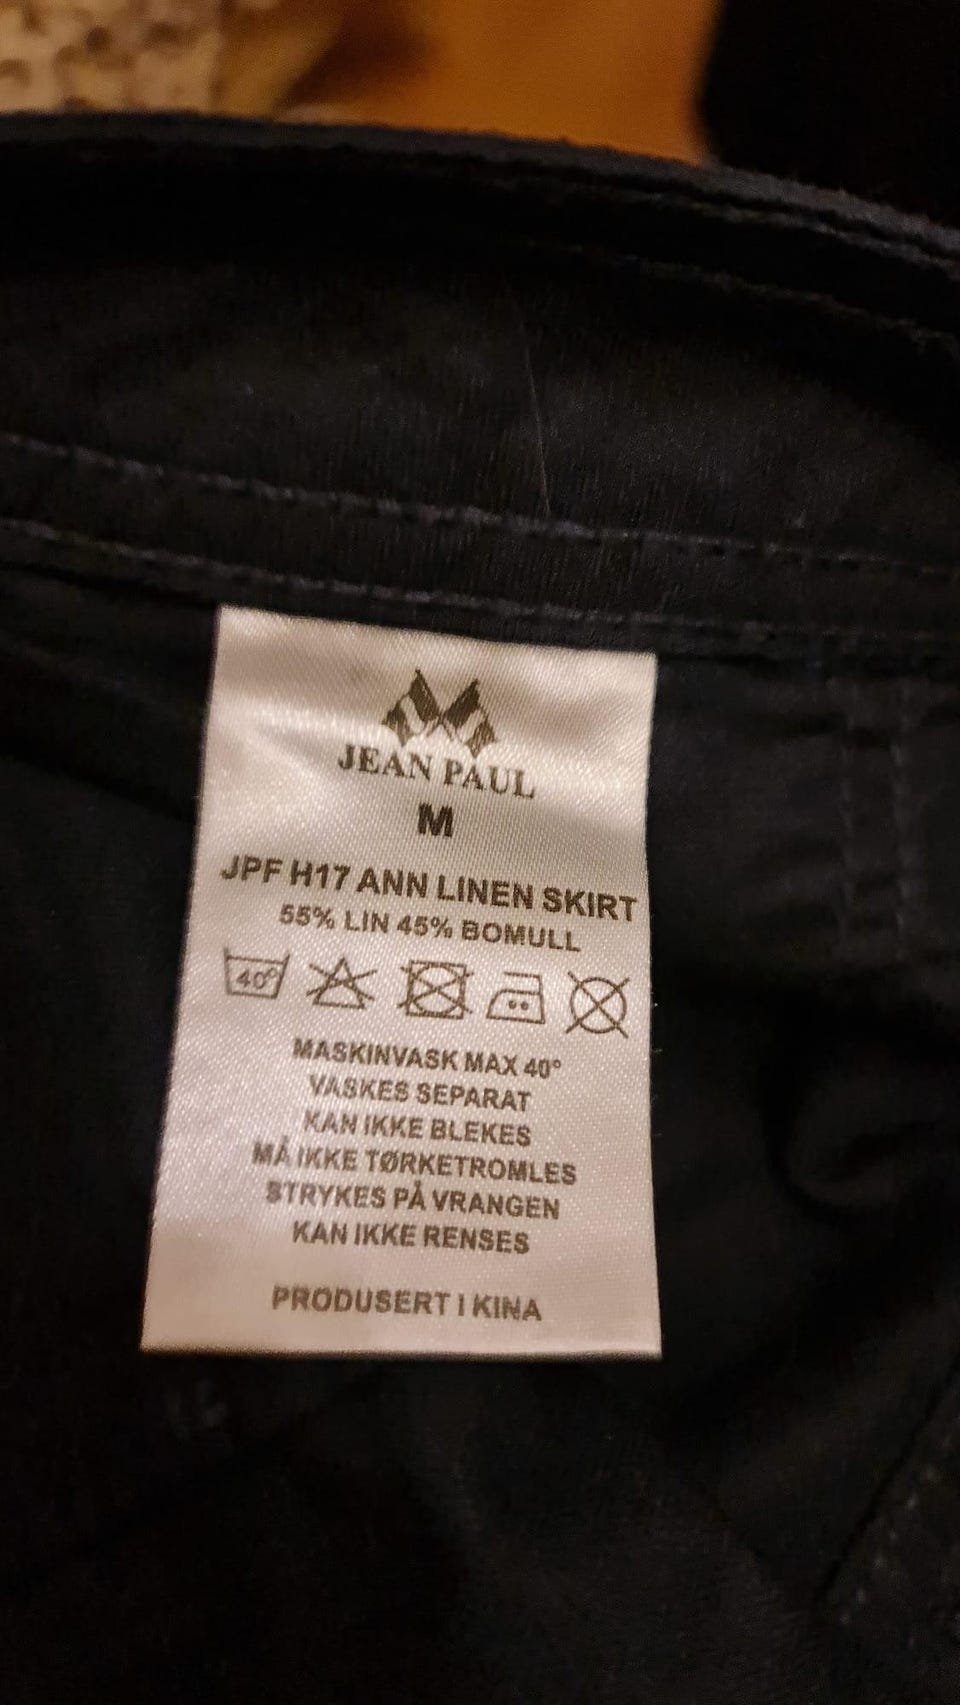 JEAN PAUL
M
JPF H17 ANN LINEN SKIRT
55% LIN 45% BOMULL
40°
MASKINVASK MAX 40°
VASKES SEPARAT
KAN IKKE BLEKES
MÅ IKKE TØRKETROMLES
STRYKES PÅ VRANGEN
KAN IKKE RENSES
PRODUSERT I KINA